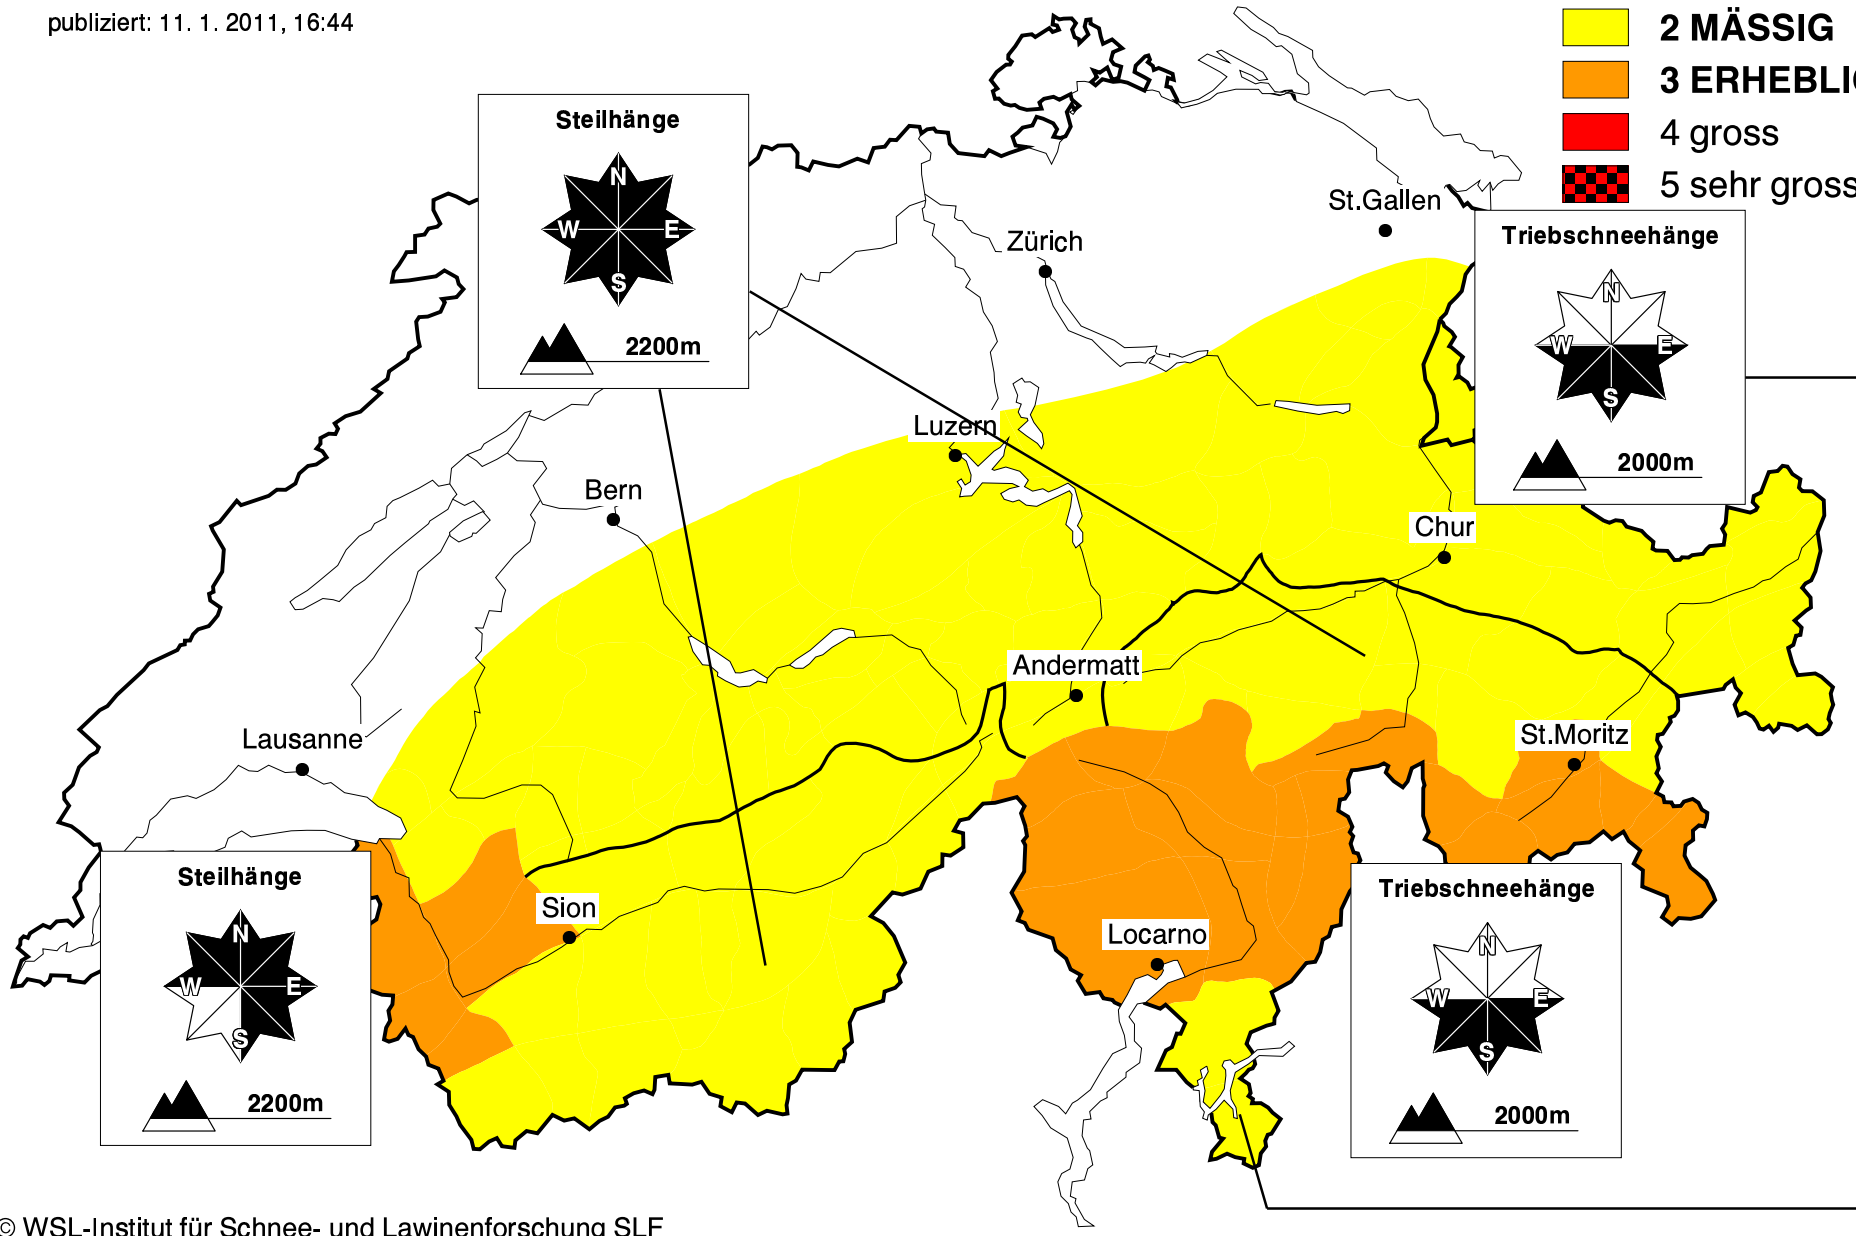 publiziert: 11. 1. 2011, 16:44
2 MÄSSIG
3 ERHEBLIC
4 gross
5 sehr gross
Steilhänge
N
W
E
S
2200m
St.Gallen
Zürich
Triebschneehänge
N
W
E
S
2000m
Luzern
Bern
Chur
Andermatt
St.Moritz
Lausanne
Sion
Locarno
Steilhänge
N
W
E
S
2200m
Triebschneehänge
N
W
E
S
2000m
© WSL-Institut für Schnee- und Lawinenforschung SLF